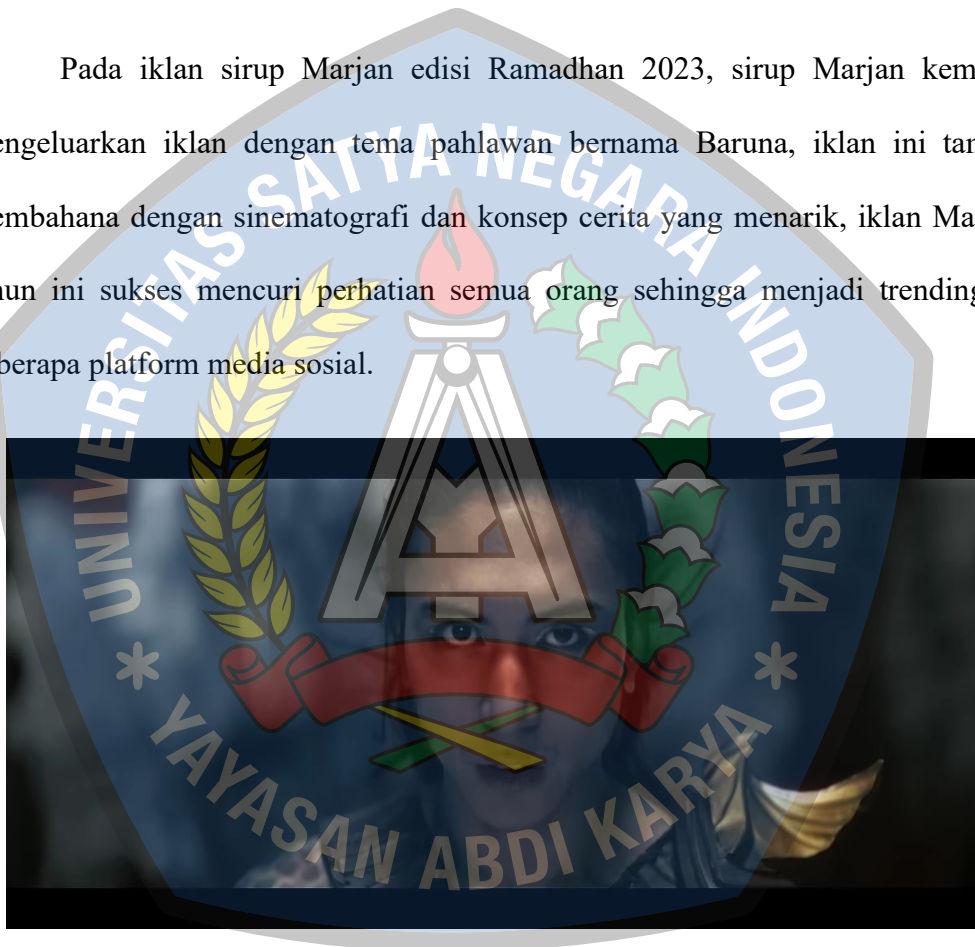 Pada iklan sirup Marjan edisi Ramadhan 2023, sirup Marjan kem
engeluarkan iklan dengan tema pahlawan bernama Baruna, iklan ini tam
embahana dengan sinematografi dan konsep cerita yang menarik, iklan Ma
hun ini sukses mencuri perhatian semua orang sehingga menjadi trending
berapa platform media sosial.
UNIVERSITAS SATYA NEGARA INDONESIA
* YAYASAN ABDI KARYA *